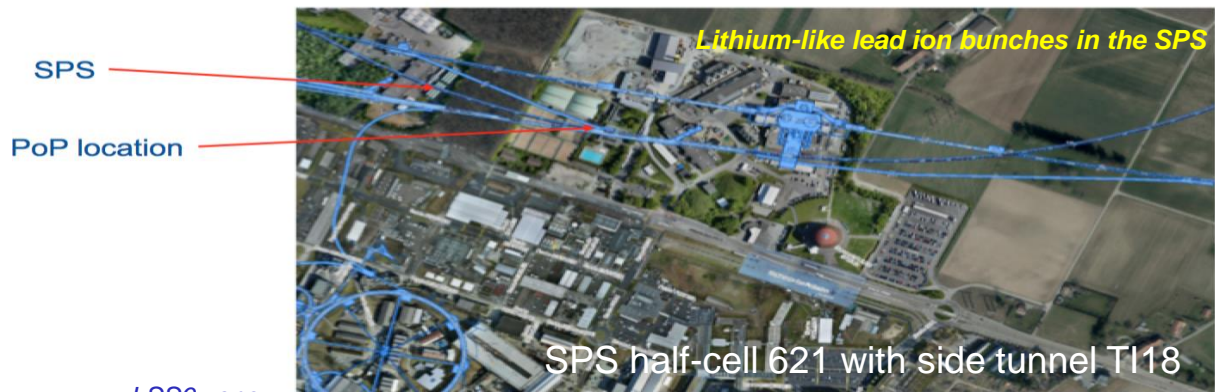 Lithium-like lead ion bunches in the SPS
SPS
PoP location
SPS half-cell 621 with side tunnel TI18